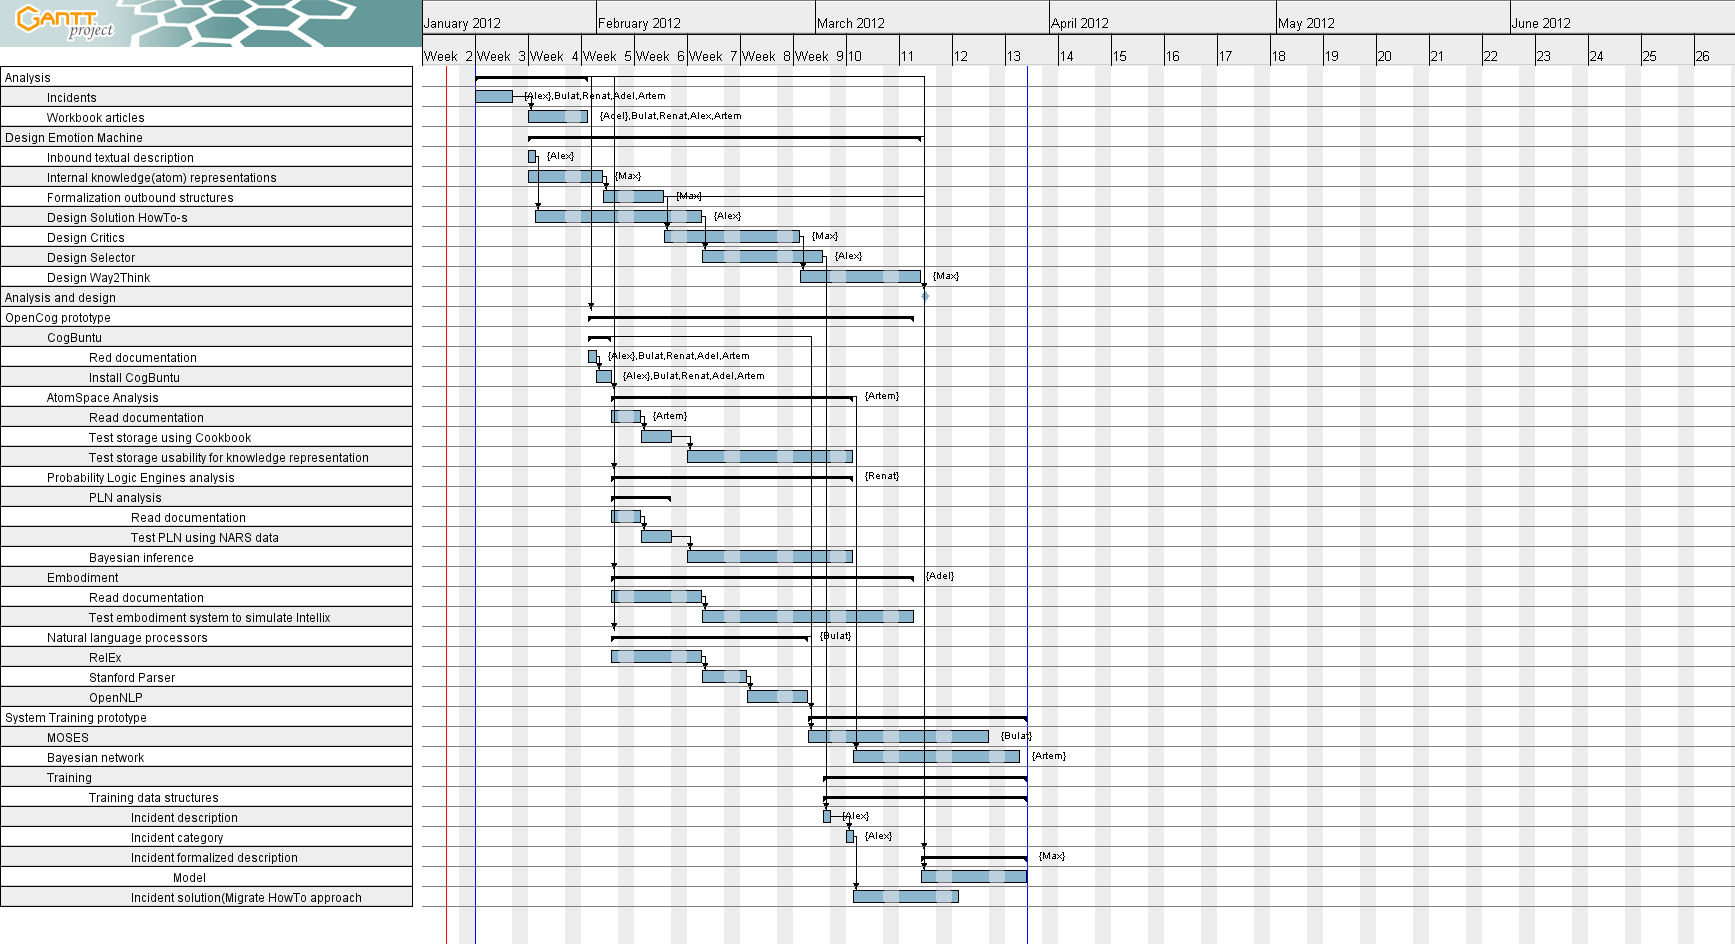 GANTT
project
January 2012 February 2012 March 2012 April 2012 May 2012 June 2012
Week 2 Week 3 Week 4 Week 5 Week 6 Week 7 Week 8 Week 9 Week 10 11 12 13 14 15 16 17 18 19 20 21 22 23 24 25 26
Analysis
Incidents {Alex},Bulat,Renat,Adel,Artem
Workbook articles {Adel},Bulat,Renat,Alex,Artem
Design Emotion Machine
Inbound textual description {Alex}
Internal knowledge(atom) representations {Max}
Formalization outbound structures {Max}
Design Solution HowTo-s {Alex}
Design Critics {Max}
Design Selector {Alex}
Design Way2Think {Max}
Analysis and design
OpenCog prototype
CogBuntu
Red documentation {Alex},Bulat,Renat,Adel,Artem
Install CogBuntu {Alex},Bulat,Renat,Adel,Artem
AtomSpace Analysis {Artem}
Read documentation {Artem}
Test storage using Cookbook
Test storage usability for knowledge representation
Probability Logic Engines analysis {Renat}
PLN analysis
Read documentation
Test PLN using NARS data
Bayesian inference
Embodiment {Adel}
Read documentation
Test embodiment system to simulate Intellix
Natural language processors {Bulat}
RelEx
Stanford Parser
OpenNLP
System Training prototype
MOSES {Bulat}
Bayesian network {Artem}
Training
Training data structures
Incident description {Alex}
Incident category {Alex}
Incident formalized description {Max}
Model
Incident solution(Migrate HowTo approach